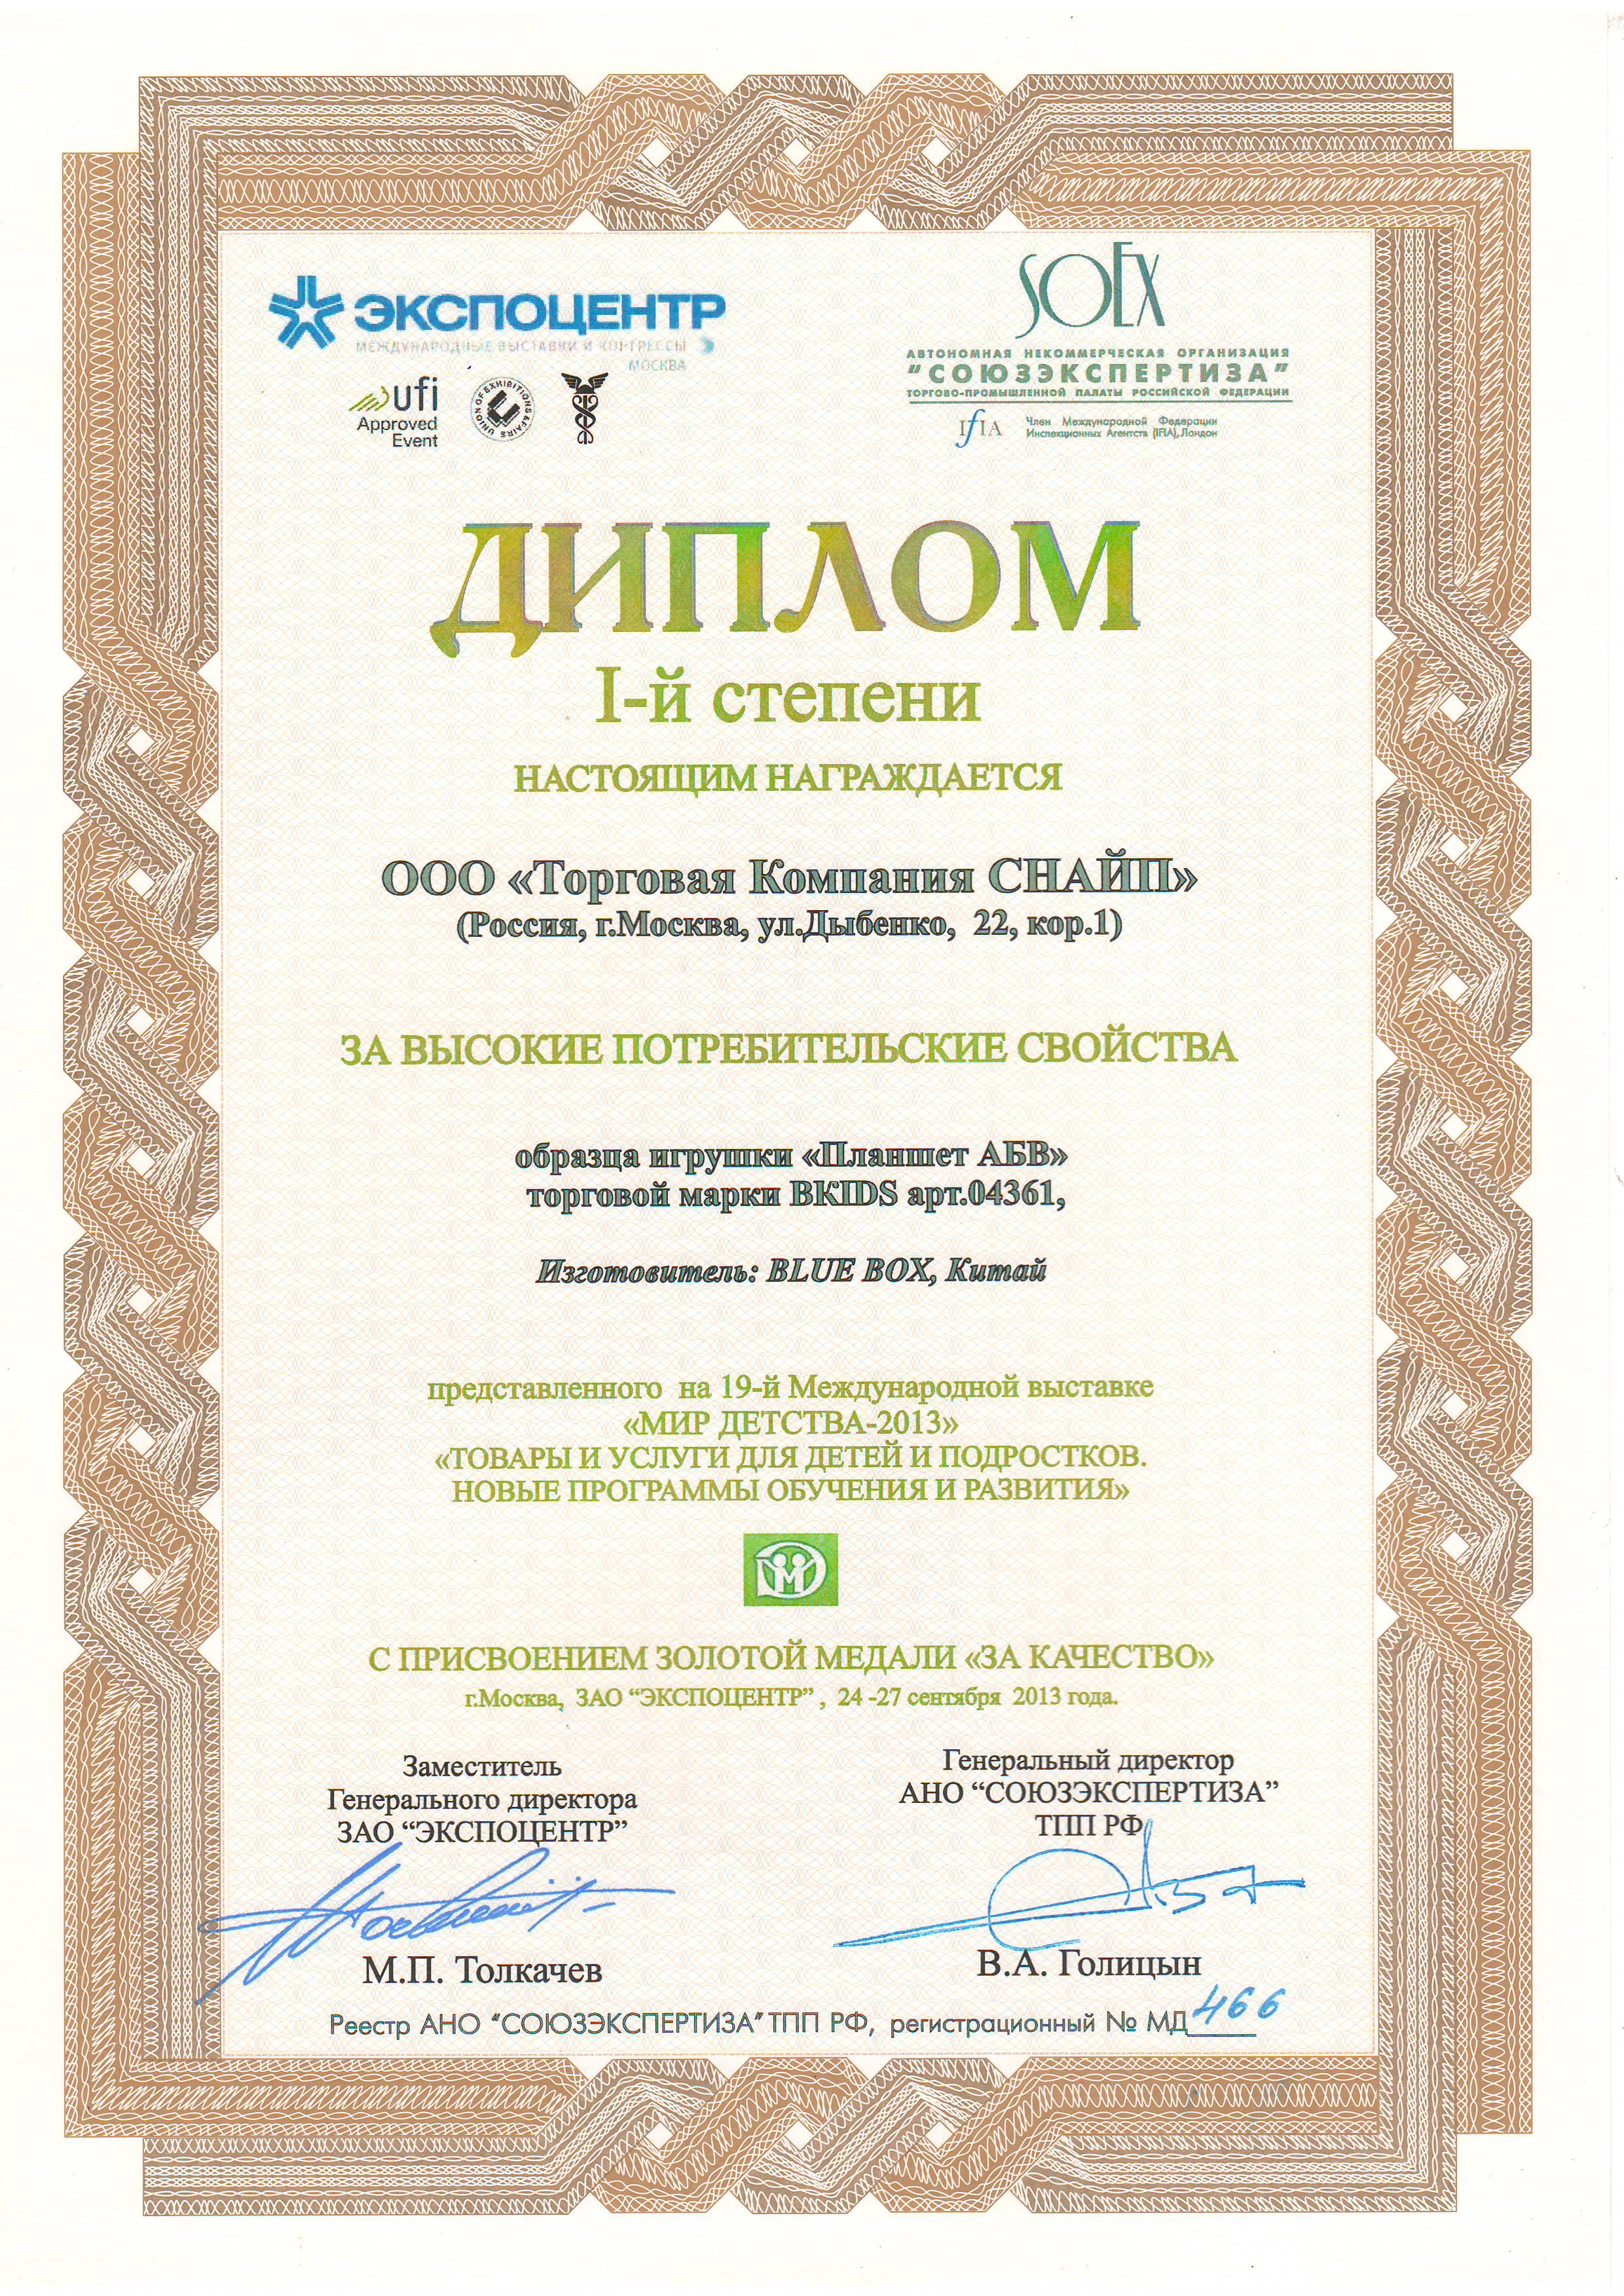 ЭКСПОЦЕНТР
МЕЖДУНАРОДНЫЕ ВЫСТАВКИ И КОНГРЕССЫ
МОСКВА
ufi
Approved
Event
UNION OF EXHIBITIONS & FAIRS
SOEX
АВТОНОМНАЯ НЕКОММЕРЧЕСКАЯ ОРГАНИЗАЦИЯ
"СОЮЗЭКСПЕРТИЗА"
ТОРГОВО-ПРОМЫШЛЕННОЙ ПАЛАТЫ РОССИЙСКОЙ ФЕДЕРАЦИИ
IfIA
Член Международной Федерации
Инспекционных Агентств (IFIA), Лондон
ДИПЛОМ
I-й степени
НАСТОЯЩИМ НАГРАЖДАЕТСЯ
ООО «Торговая Компания СНАЙП»
(Россия, г.Москва, ул.Дыбенко, 22, кор.1)
ЗА ВЫСОКИЕ ПОТРЕБИТЕЛЬСКИЕ СВОЙСТВА
образца игрушки «Планшет АБВ»
торговой марки BKIDS арт.04361,
Изготовитель: BLUE BOX, Китай
представленного на 19-й Международной выставке
«МИР ДЕТСТВА-2013»
«ТОВАРЫ И УСЛУГИ ДЛЯ ДЕТЕЙ И ПОДРОСТКОВ.
НОВЫЕ ПРОГРАММЫ ОБУЧЕНИЯ И РАЗВИТИЯ»
С ПРИСВОЕНИЕМ ЗОЛОТОЙ МЕДАЛИ «ЗА КАЧЕСТВО»
г.Москва, ЗАО “ЭКСПОЦЕНТР” , 24 -27 сентября 2013 года.
Заместитель
Генерального директора
ЗАО “ЭКСПОЦЕНТР”
М.П. Толкачев
Генеральный директор
АНО “СОЮЗЭКСПЕРТИЗА”
ТПП РФ
В.А. Голицын
Реестр АНО “СОЮЗЭКСПЕРТИЗА” ТПП РФ, регистрационный № МД 466